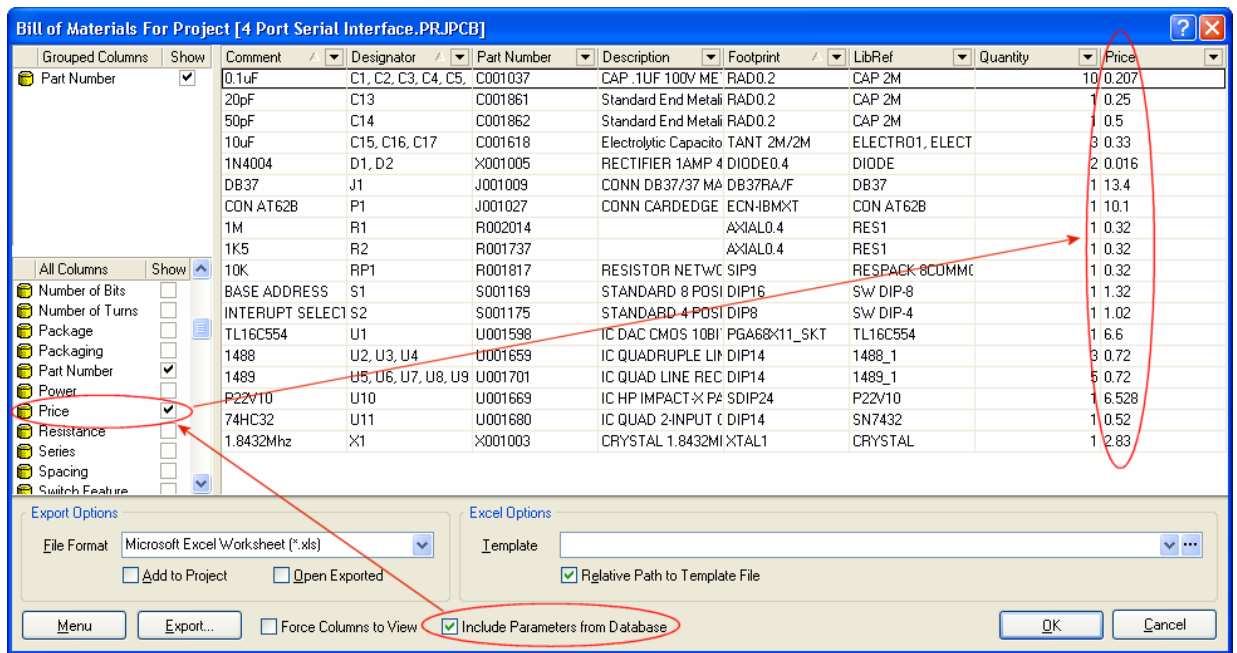 Bill of Materials For Project [4 Port Serial Interface.PRJPCB]
Grouped Columns Show
Part Number
Comment Designator Part Number Description Footprint LibRef Quantity Price
0.1uF C1, C2, C3, C4, C5, C001037 CAP .1UF 100V ME RAD0.2 CAP 2M 10 0.207
20pF C13 C001861 Standard End Metali RAD0.2 CAP 2M 1 0.25
50pF C14 C001862 Standard End Metali RAD0.2 CAP 2M 1 0.5
10uF C15, C16, C17 C001618 Electrolytic Capacito TANT 2M/2M ELECTRO1, ELECT 3 0.33
1N4004 D1, D2 X001005 RECTIFIER 1AMP 4 DIODE0.4 DIODE 2 0.016
DB37 J1 J001009 CONN DB37/37 MA DB37RA/F DB37 1 13.4
CON AT62B P1 J001027 CONN CARDEDGE ECN-IBMXT CON AT62B 1 10.1
1M R1 R002014 AXIAL0.4 RES1 1 0.32
1K5 R2 R001737 AXIAL0.4 RES1 1 0.32
10K RP1 R001817 RESISTOR NETWO SIP9 RESPACK 8COMMO 1 0.32
BASE ADDRESS S1 S001169 STANDARD 8 POSI DIP16 SW DIP-8 1 1.32
INTERUPT SELECT S2 S001175 STANDARD 4 POSI DIP8 SW DIP-4 1 1.02
TL16C554 U1 U001598 IC DAC CMOS 10BI PGA68X11_SKT TL16C554 1 6.6
1488 U2, U3, U4 U001659 IC QUADRUPLE LIN DIP14 1488_1 3 0.72
1489 U5, U6, U7, U8, U9 U001701 IC QUAD LINE REC DIP14 1489_1 5 0.72
P22V10 U10 U001669 IC HP IMPACT-X PA SDIP24 P22V10 1 6.528
74HC32 U11 U001680 IC QUAD 2-INPUT DIP14 SN7432 1 0.52
1.8432Mhz X1 X001003 CRYSTAL 1.8432MI XTAL1 CRYSTAL 1 2.83
All Columns Show
Number of Bits
Number of Turns
Package
Packaging
Part Number
Power
Price
Resistance
Series
Spacing
Switch Feature
Export Options
File Format Microsoft Excel Worksheet (*.xls)
Add to Project Open Exported
Excel Options
Template
Relative Path to Template File
Menu Export... Force Columns to View Include Parameters from Database OK Cancel